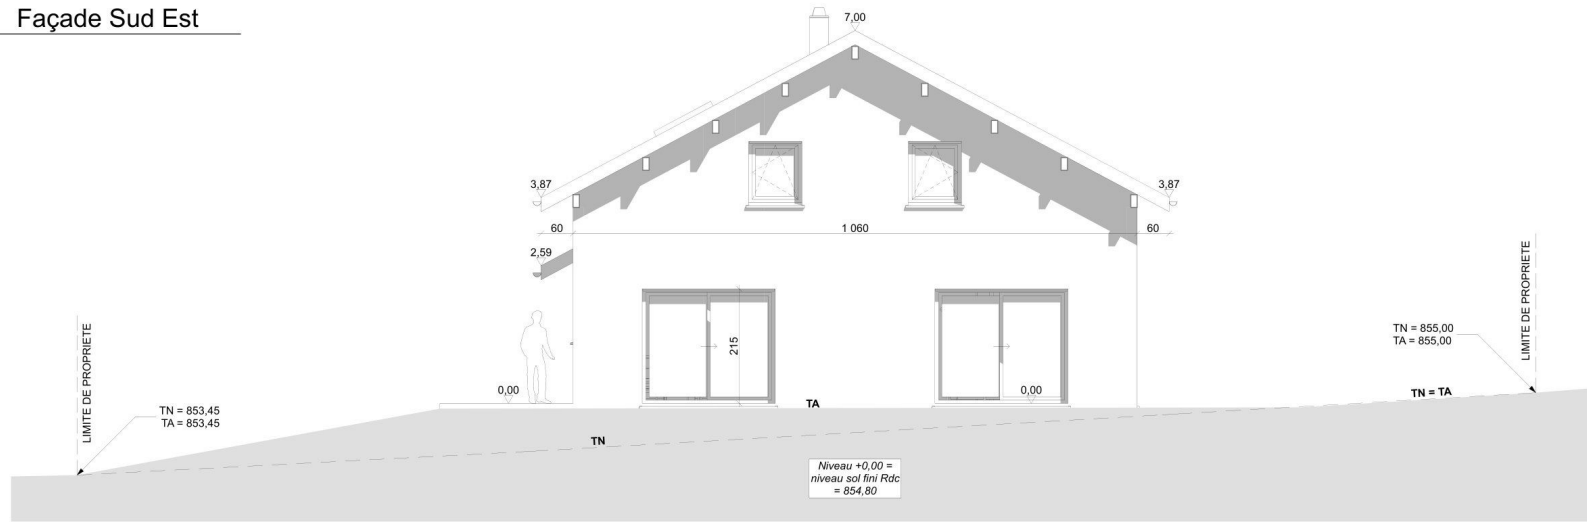 Façade Sud Est
7,00
3,87
3,87
60
1 060
60
2,59
LIMITE DE PROPRIETE
LIMITE DE PROPRIETE
215
TN = 855,00
TA = 855,00
0,00
0,00
TN = TA
TA
TN = 853,45
TA = 853,45
TN
Niveau +0,00 =
niveau sol fini Rdc
= 854,80